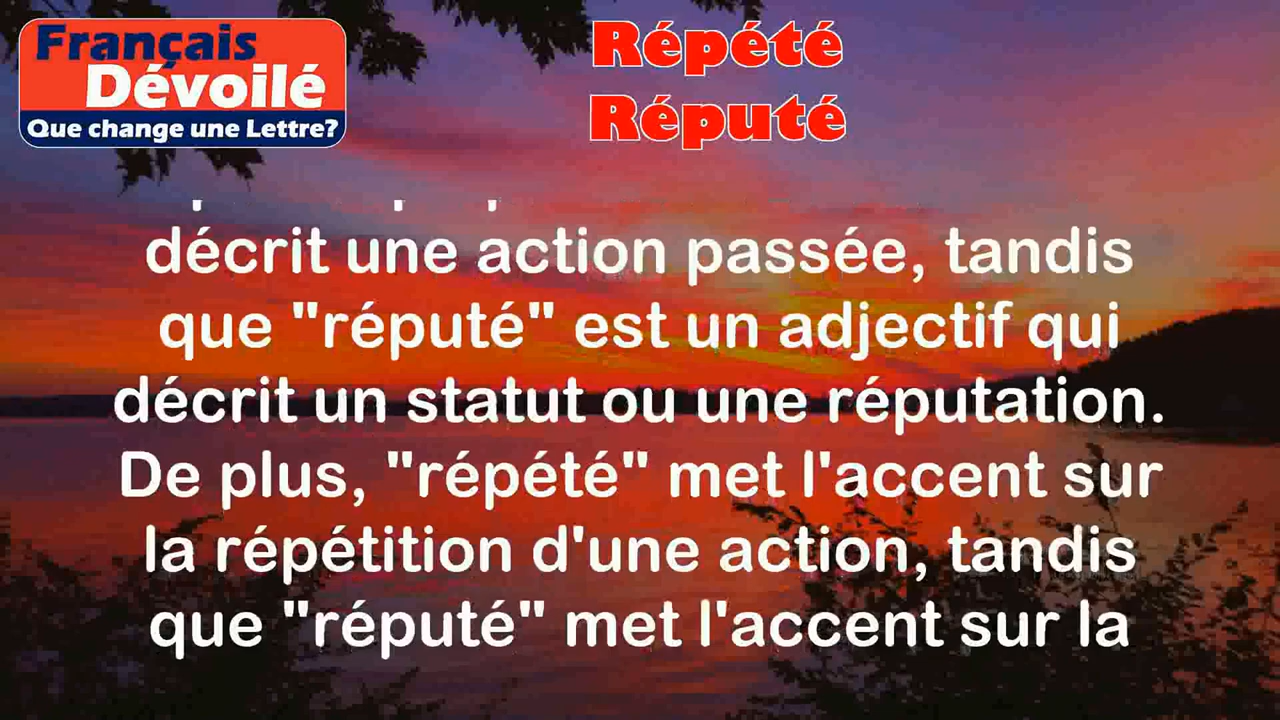 Français
Dévoilé
Que change une Lettre?
Répété
Réputé
décrit une action passée, tandis
que "réputé" est un adjectif qui
décrit un statut ou une réputation.
De plus, "répété" met l'accent sur
la répétition d'une action, tandis
que "réputé" met l'accent sur la